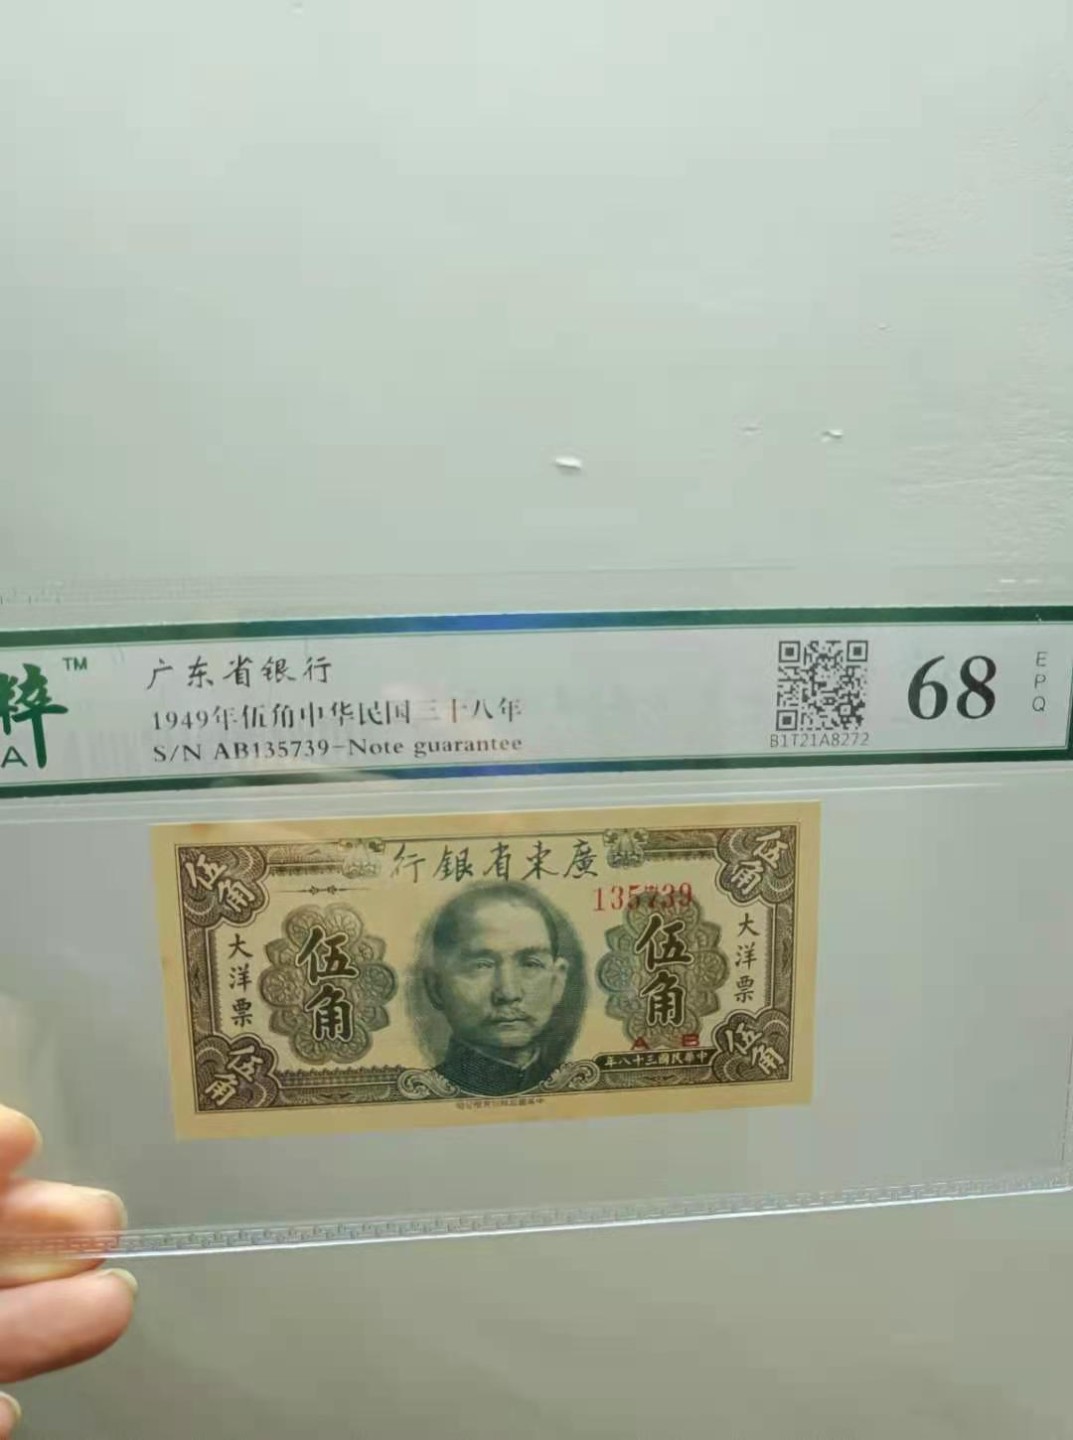 粹 TM
A
广东省银行
1949年伍角中华民国三十八年
S/N AB135739-Note guarantee
B1T21A8272
68
EPQ
伍角
行銀省東廣
伍角
135739
大洋票
伍角
伍角
大洋票
A B
伍角
年八十三國民華中
伍角